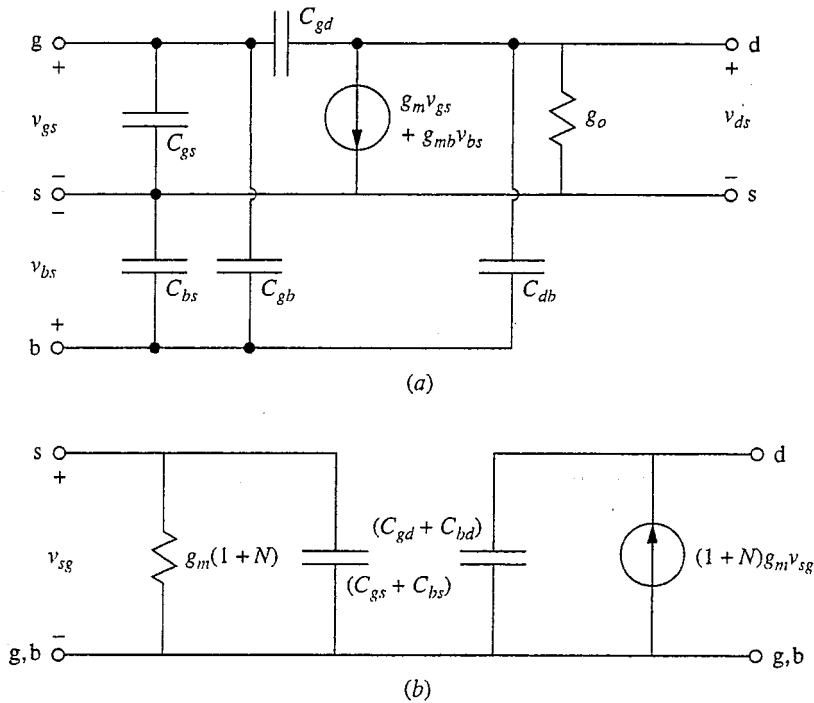 C_gd
g
d
+
+
v_gs
C_gs
g_m v_gs
+ g_mb v_bs
g_o
v_ds
−
−
s
s
−
v_bs
C_bs
C_gb
C_db
+
b
(a)
s
d
+
(C_gd + C_bd)
v_sg
g_m(1 + N)
(1 + N)g_m v_sg
(C_gs + C_bs)
−
g,b
g,b
(b)